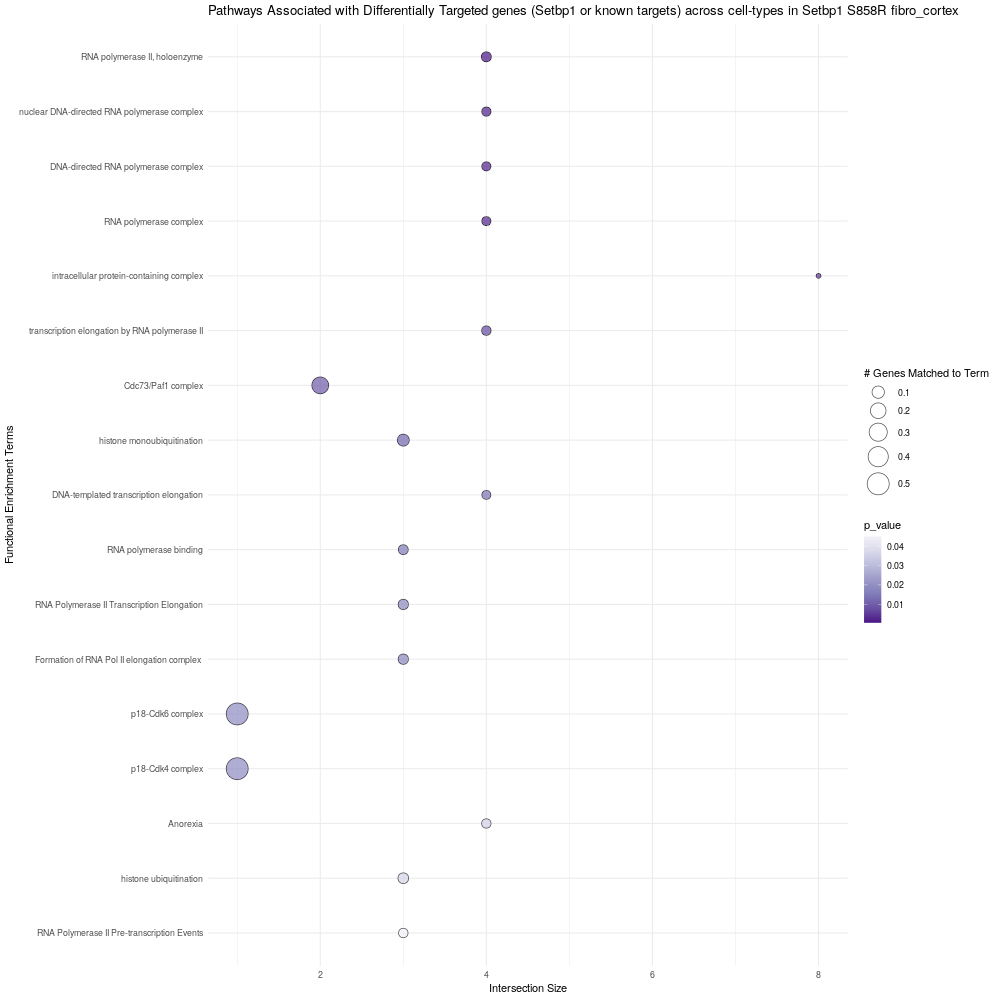 Pathways Associated with Differentially Targeted genes (Setbp1 or known targets) across cell-types in Setbp1 S858R fibro_cortex
Functional Enrichment Terms
RNA polymerase II, holoenzyme
nuclear DNA-directed RNA polymerase complex
DNA-directed RNA polymerase complex
RNA polymerase complex
intracellular protein-containing complex
transcription elongation by RNA polymerase II
Cdc73/Paf1 complex
histone monoubiquitination
DNA-templated transcription elongation
RNA polymerase binding
RNA Polymerase II Transcription Elongation
Formation of RNA Pol II elongation complex
p18-Cdk6 complex
p18-Cdk4 complex
Anorexia
histone ubiquitination
RNA Polymerase II Pre-transcription Events
2 4 6 8
Intersection Size
# Genes Matched to Term
0.1
0.2
0.3
0.4
0.5
p_value
0.04
0.03
0.02
0.01